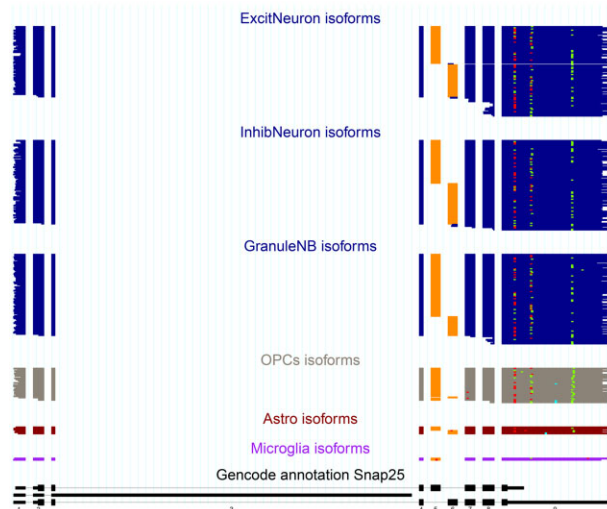 ExcitNeuron isoforms
InhibNeuron isoforms
GranuleNB isoforms
OPCs isoforms
Astro isoforms
Microglia isoforms
Gencode annotation Snap25